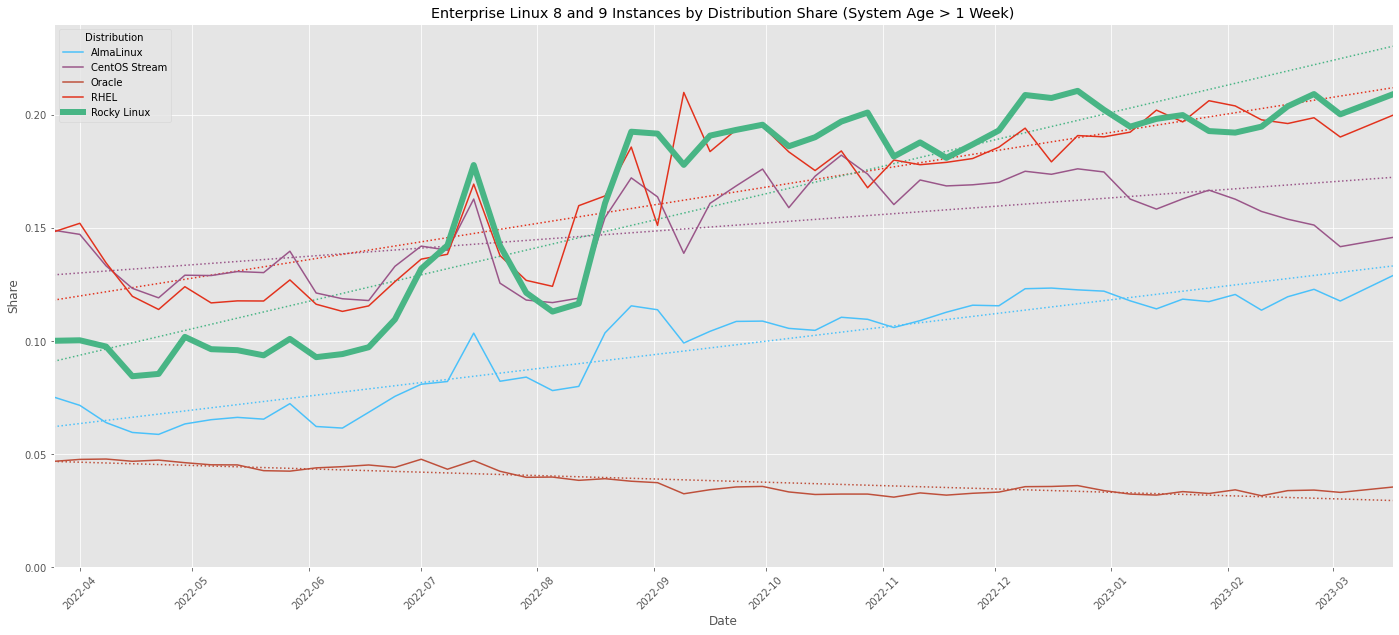 Enterprise Linux 8 and 9 Instances by Distribution Share (System Age > 1 Week)
Distribution
AlmaLinux
CentOS Stream
Oracle
RHEL
Rocky Linux
Share
0.20
0.15
0.10
0.05
0.00
2022-04
2022-05
2022-06
2022-07
2022-08
2022-09
2022-10
2022-11
2022-12
2023-01
2023-02
2023-03
Date